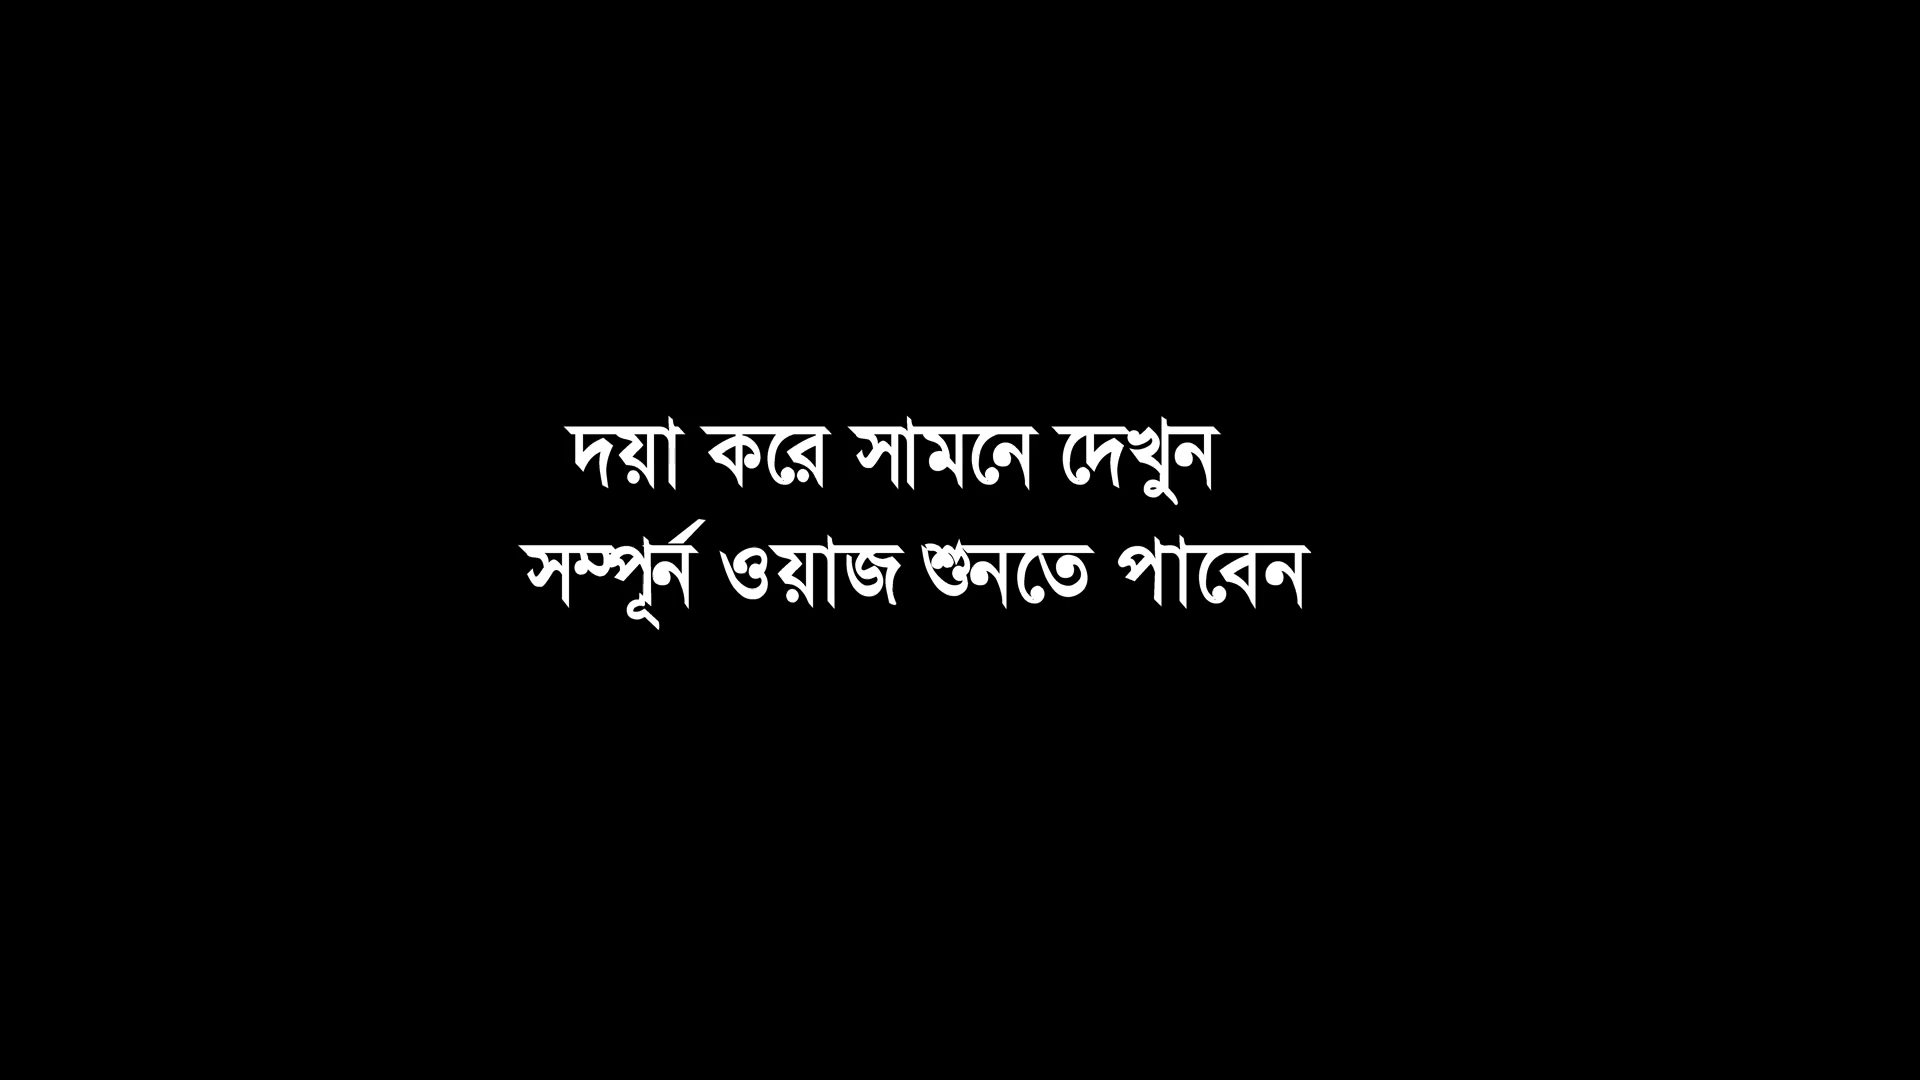 দয়া করে সামনে দেখুন
সম্পূর্ন ওয়াজ শুনতে পাবেন